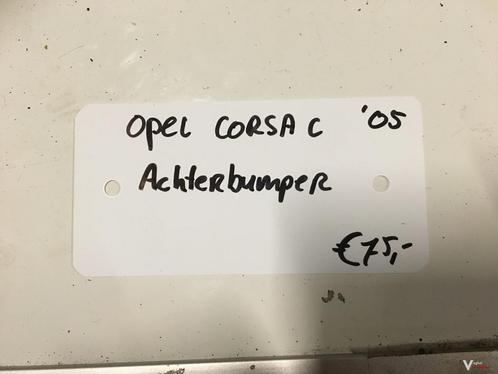 Opel CORSA C '05
Achterbumper
€75,-